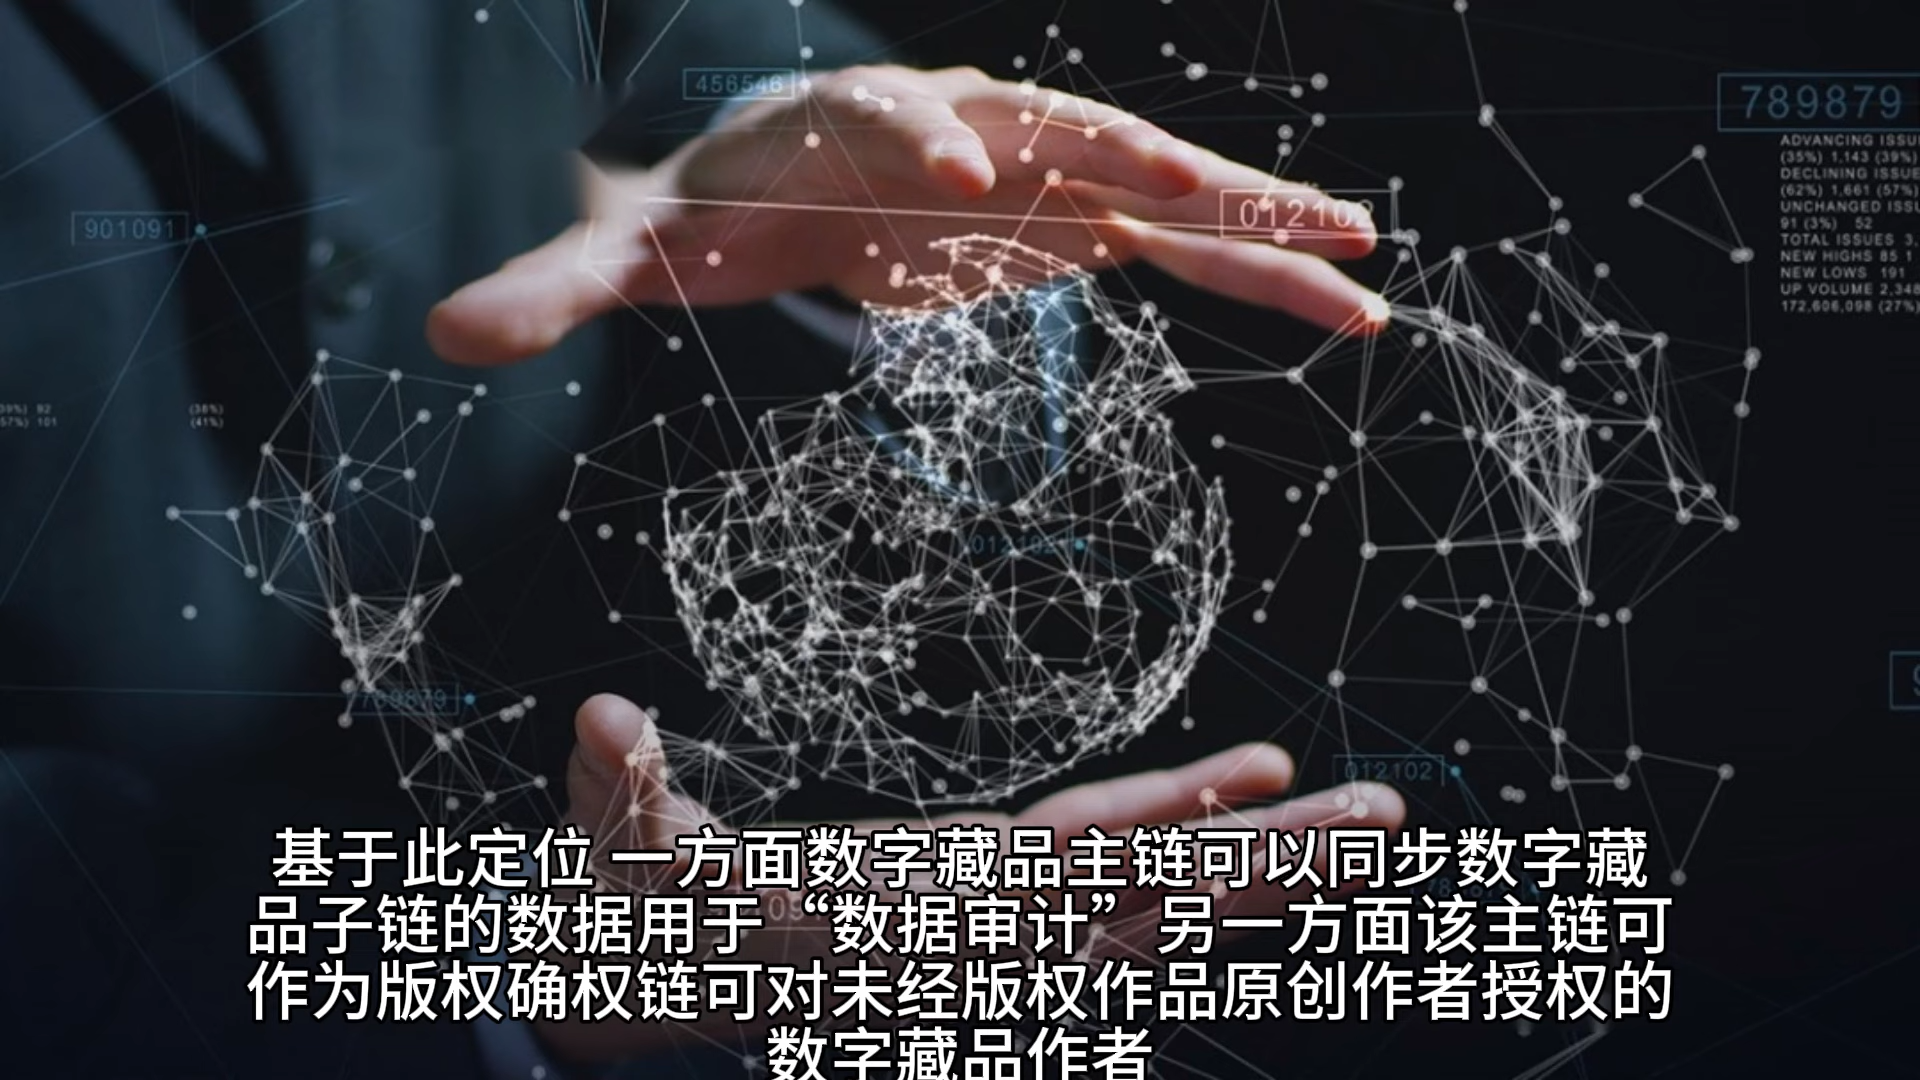 456546
789879
ADVANCING ISSU
(35%) 1,143 (39%)
DECLINING ISSUE
(62%) 1,661 (57%)
UNCHANGED ISSU
91 (3%) 52
TOTAL ISSUES 3,
NEW HIGHS 85 1
NEW LOWS 191
UP VOLUME 2,348
172,606,098 (27%)
012102
901091
(38%)
(41%)
789879
012102
基于此定位 一方面数字藏品主链可以同步数字藏
品子链的数据用于“数据审计”另一方面该主链可
作为版权确权链可对未经版权作品原创作者授权的
数字藏品作者